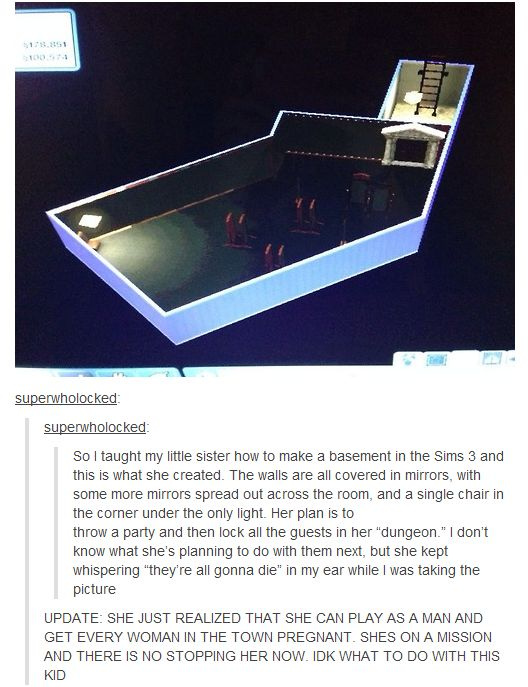 superwholocked:
superwholocked:
So I taught my little sister how to make a basement in the Sims 3 and
this is what she created. The walls are all covered in mirrors, with
some more mirrors spread out across the room, and a single chair in
the corner under the only light. Her plan is to
throw a party and then lock all the guests in her “dungeon.” I don’t
know what she’s planning to do with them next, but she kept
whispering “they’re all gonna die” in my ear while I was taking the
picture
UPDATE: SHE JUST REALIZED THAT SHE CAN PLAY AS A MAN AND
GET EVERY WOMAN IN THE TOWN PREGNANT. SHES ON A MISSION
AND THERE IS NO STOPPING HER NOW. IDK WHAT TO DO WITH THIS
KID